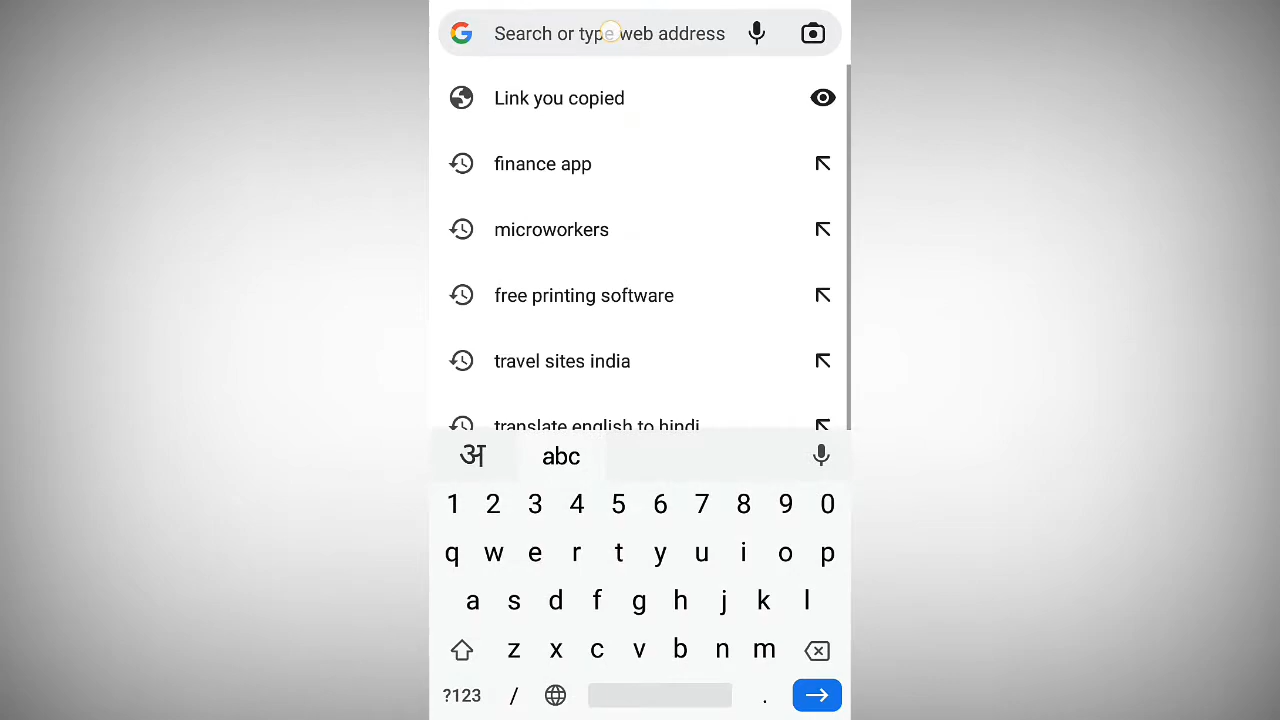 Search or type web address
Link you copied
finance app
microworkers
free printing software
travel sites india
translate english to hindi
अ abc
1 2 3 4 5 6 7 8 9 0
q w e r t y u i o p
a s d f g h j k l
z x c v b n m
?123 / .